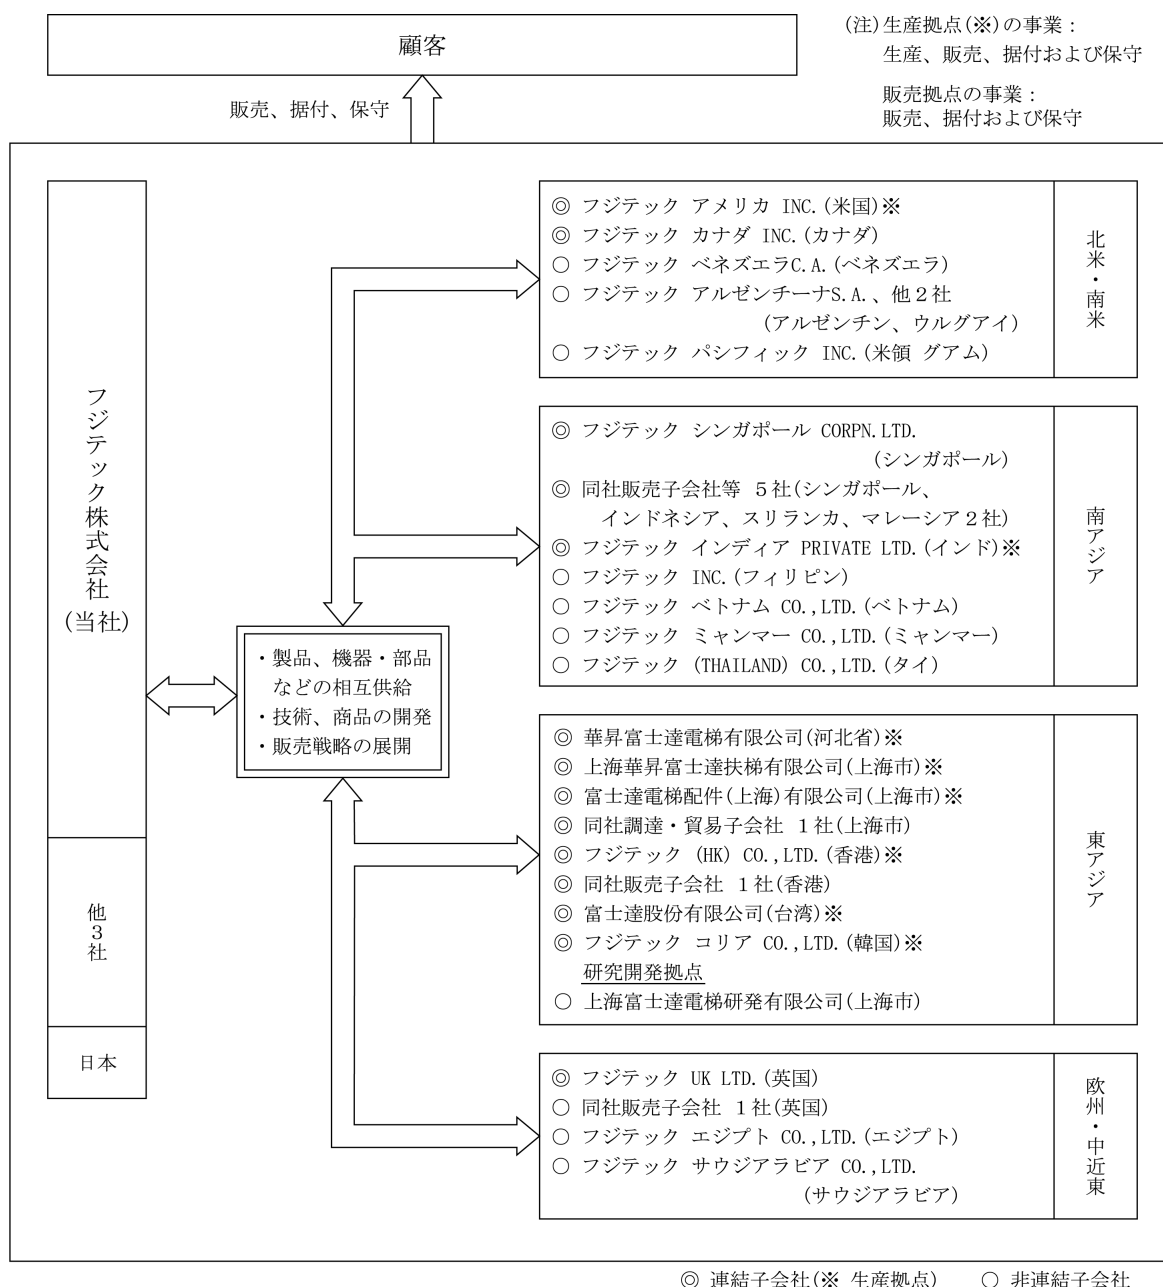 顧客
(注)生産拠点(※)の事業：
生産、販売、据付および保守
販売拠点の事業：
販売、据付および保守
販売、据付、保守
フジテック株式会社
(当社)
他3社
日本
・製品、機器・部品
などの相互供給
・技術、商品の開発
・販売戦略の展開
◎ フジテック アメリカ INC.(米国)※
◎ フジテック カナダ INC.(カナダ)
○ フジテック ベネズエラC.A.(ベネズエラ)
○ フジテック アルゼンチーナS.A.、他２社
(アルゼンチン、ウルグアイ)
○ フジテック パシフィック INC.(米領 グアム)
北米・南米
◎ フジテック シンガポール CORPN.LTD.
(シンガポール)
◎ 同社販売子会社等 ５社(シンガポール、
インドネシア、スリランカ、マレーシア２社)
◎ フジテック インディア PRIVATE LTD.(インド)※
○ フジテック INC.(フィリピン)
○ フジテック ベトナム CO.,LTD.(ベトナム)
○ フジテック ミャンマー CO.,LTD.(ミャンマー)
○ フジテック (THAILAND) CO.,LTD.(タイ)
南アジア
◎ 華昇富士達電梯有限公司(河北省)※
◎ 上海華昇富士達扶梯有限公司(上海市)※
◎ 富士達電梯配件(上海)有限公司(上海市)※
◎ 同社調達・貿易子会社 １社(上海市)
◎ フジテック (HK) CO.,LTD.(香港)※
◎ 同社販売子会社 １社(香港)
◎ 富士達股份有限公司(台湾)※
◎ フジテック コリア CO.,LTD.(韓国)※
研究開発拠点
○ 上海富士達電梯研発有限公司(上海市)
東アジア
◎ フジテック UK LTD.(英国)
○ 同社販売子会社 １社(英国)
○ フジテック エジプト CO.,LTD.(エジプト)
○ フジテック サウジアラビア CO.,LTD.
(サウジアラビア)
欧州・中近東
◎ 連結子会社(※ 生産拠点) ○ 非連結子会社